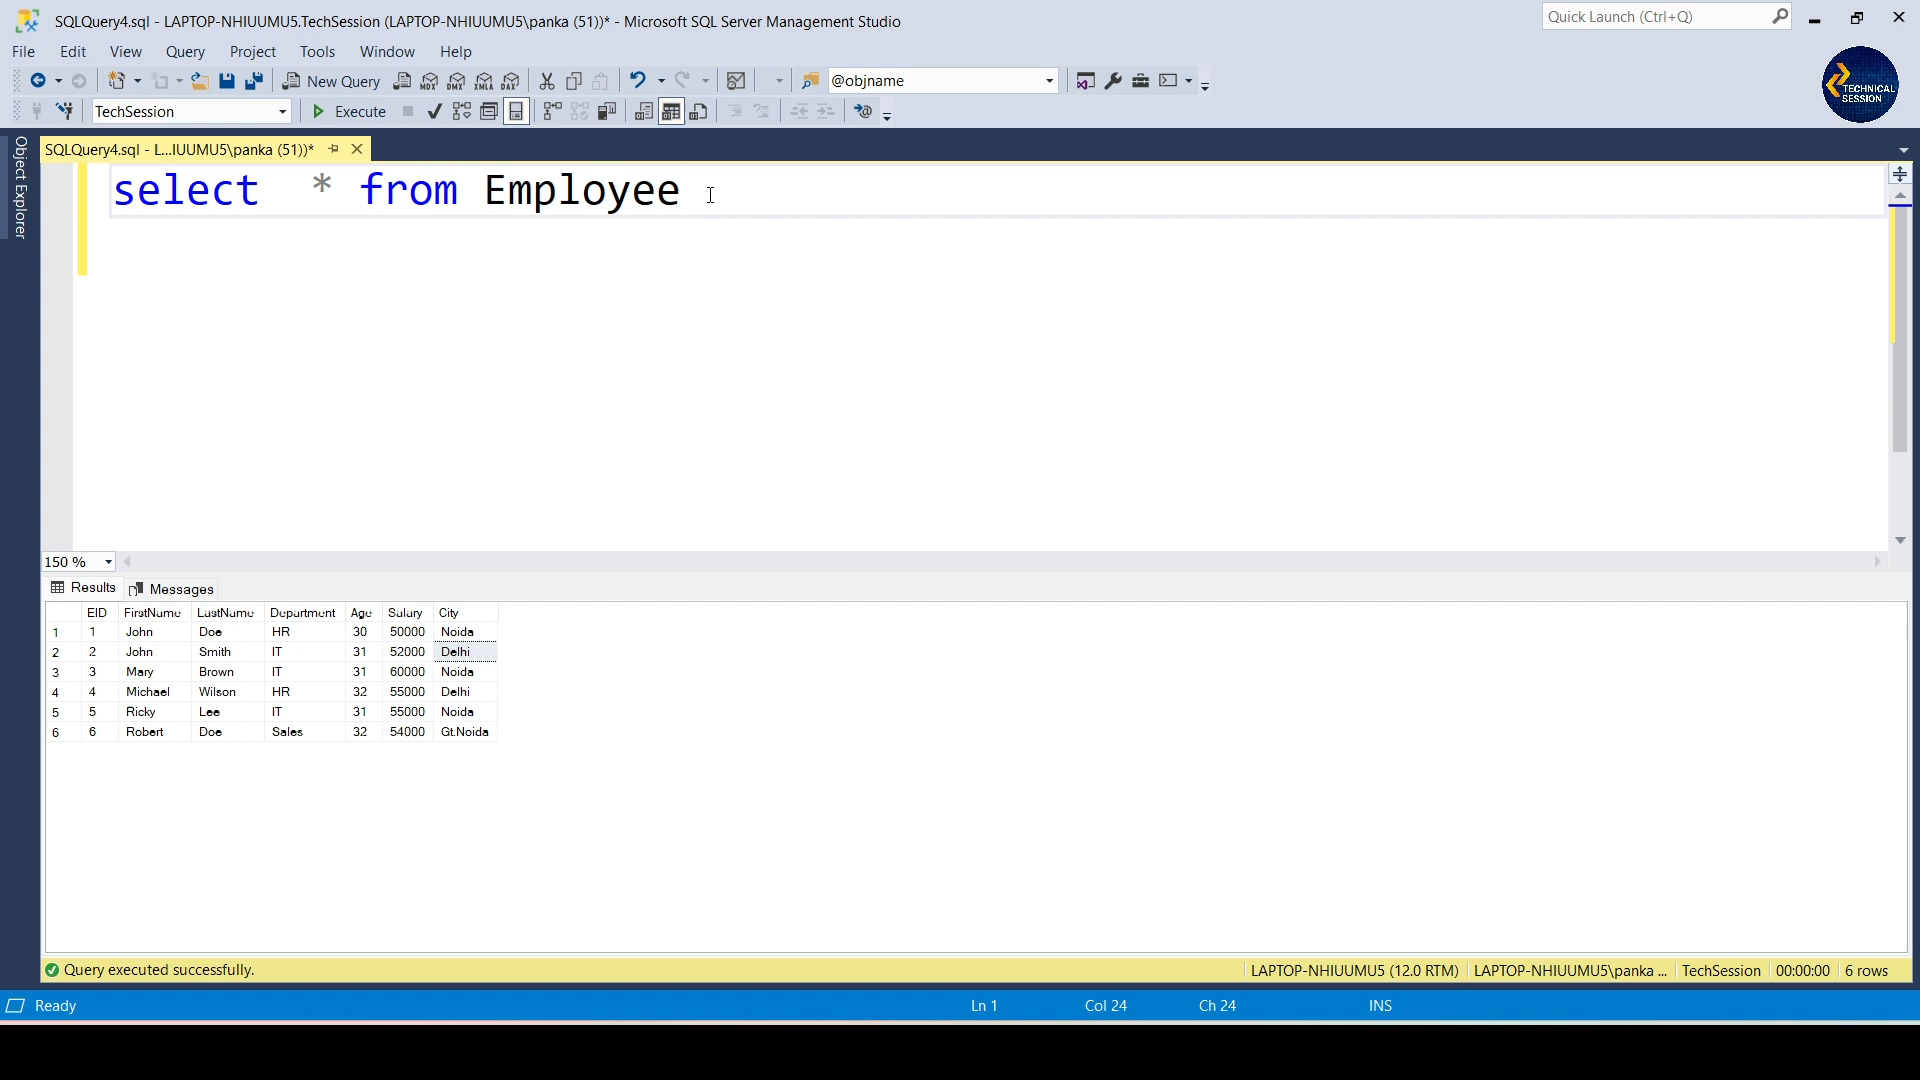 SQLQuery4.sql - LAPTOP-NHIUUMU5.TechSession (LAPTOP-NHIUUMU5\panka (51))* - Microsoft SQL Server Management Studio
Quick Launch (Ctrl+Q)
File Edit View Query Project Tools Window Help
New Query MDX DMX XMLA DAX @objname
TECHNICAL
SESSION
TechSession Execute
Object Explorer
SQLQuery4.sql - L...IUUMU5\panka (51))*
select * from Employee
150 %
Results Messages
EID FirstName LastName Department Age Salary City
1 1 John Doe HR 30 50000 Noida
2 2 John Smith IT 31 52000 Delhi
3 3 Mary Brown IT 31 60000 Noida
4 4 Michael Wilson HR 32 55000 Delhi
5 5 Ricky Lee IT 31 55000 Noida
6 6 Robert Doe Sales 32 54000 Gt.Noida
Query executed successfully. LAPTOP-NHIUUMU5 (12.0 RTM) LAPTOP-NHIUUMU5\panka ... TechSession 00:00:00 6 rows
Ready Ln 1 Col 24 Ch 24 INS